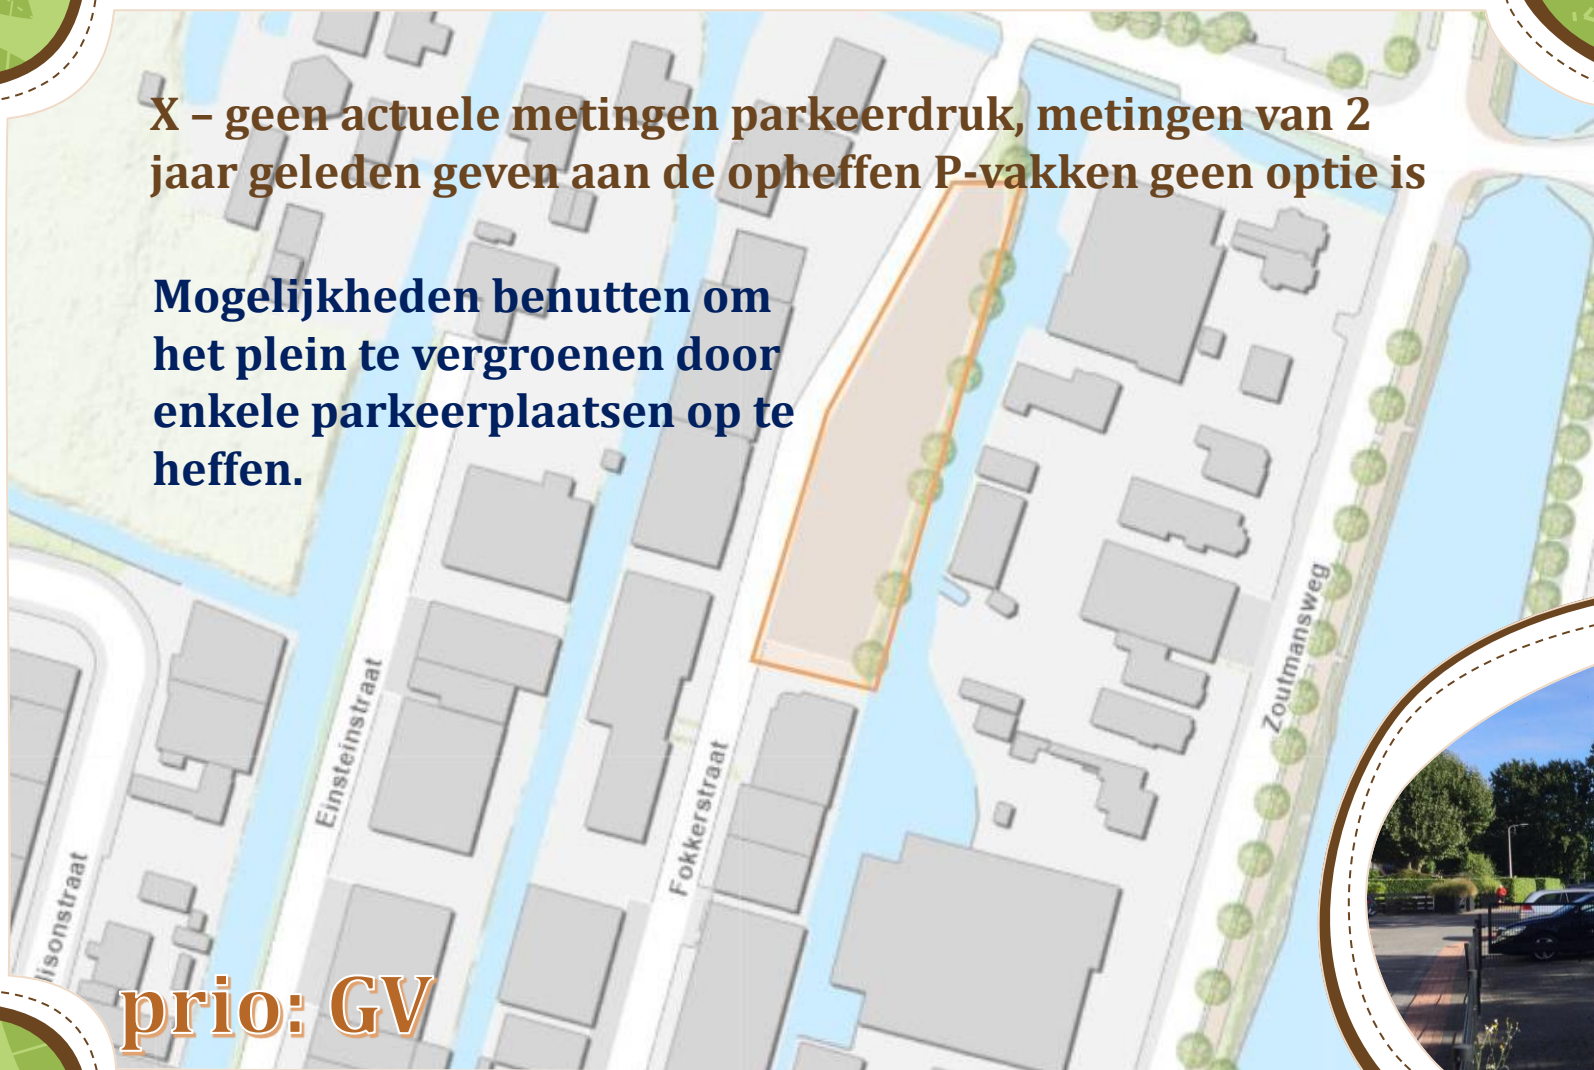 X – geen actuele metingen parkeerdruk, metingen van 2
jaar geleden geven aan de opheffen P-vakken geen optie is
Mogelijkheden benutten om
het plein te vergroenen door
enkele parkeerplaatsen op te
heffen.
Einsteinstraat
Fokkerstraat
Zoutmansweg
lisonstraat
prio: GV